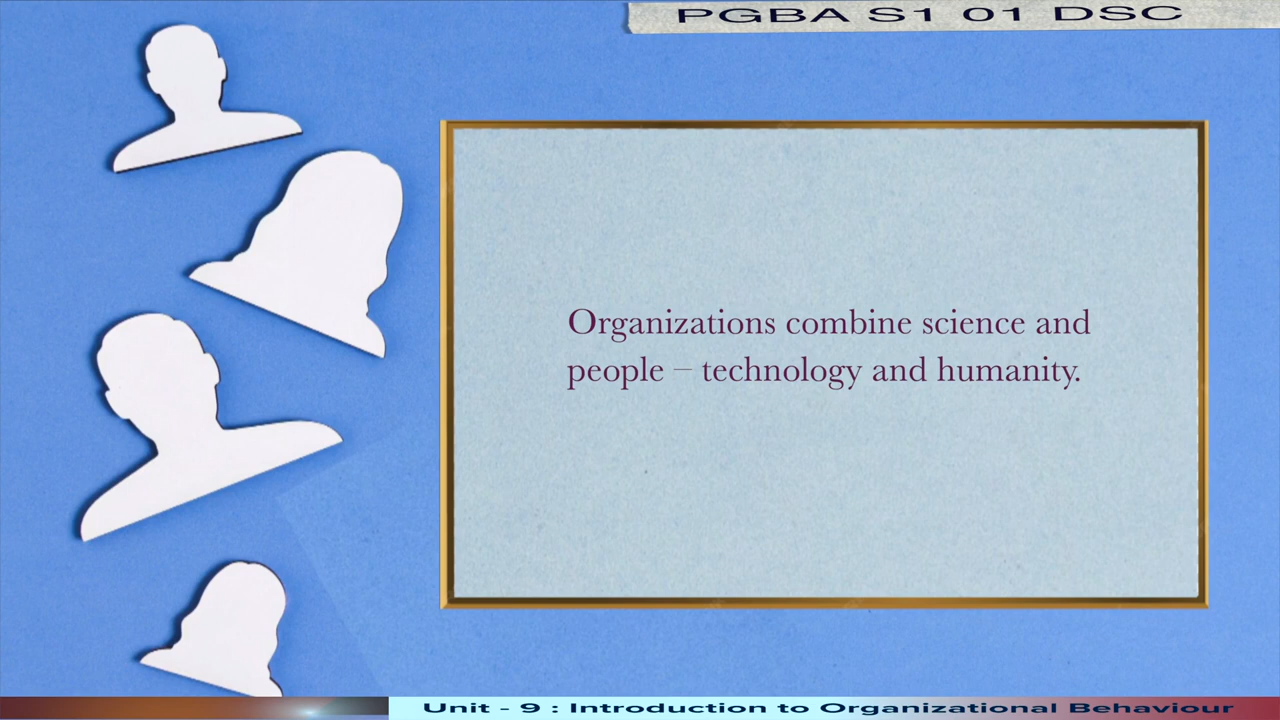 PGBA S1 01 DSC
Organizations combine science and
people – technology and humanity.
Unit - 9 : Introduction to Organizational Behaviour